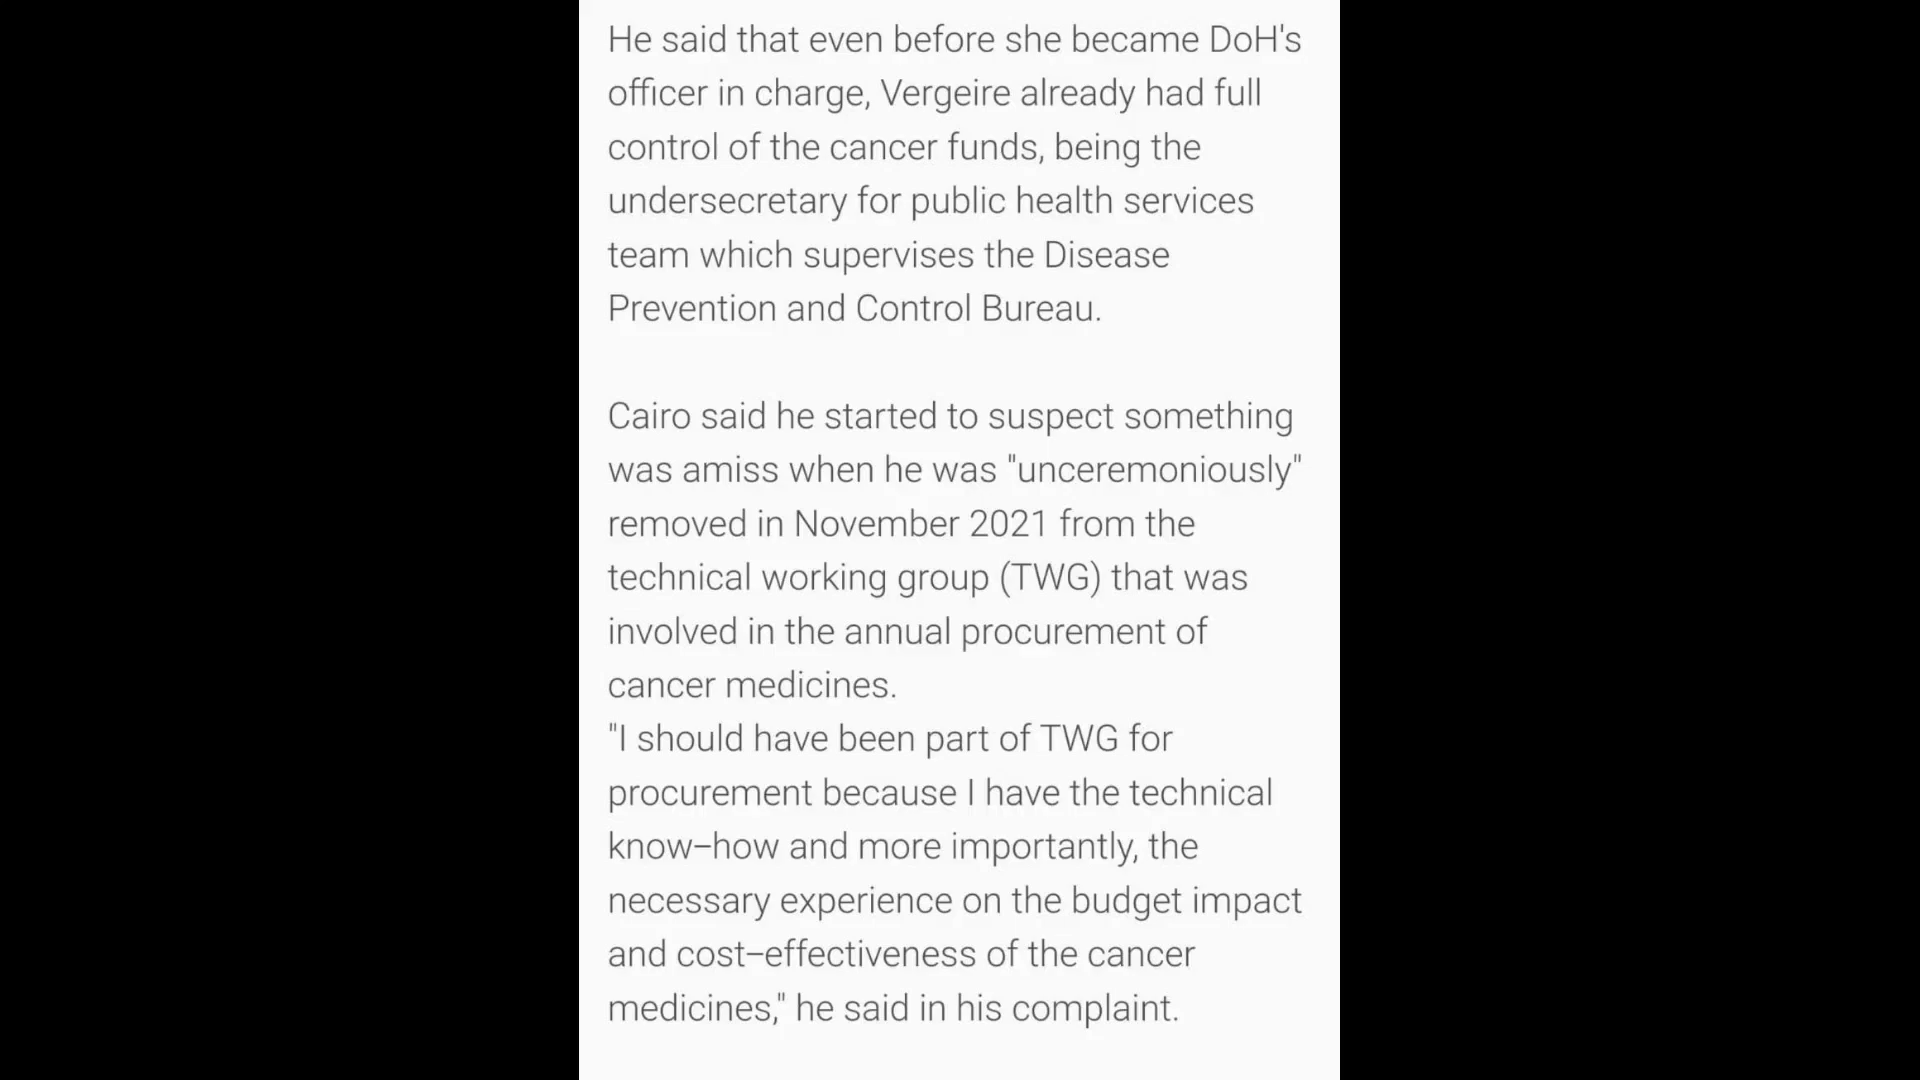 He said that even before she became DoH's
officer in charge, Vergeire already had full
control of the cancer funds, being the
undersecretary for public health services
team which supervises the Disease
Prevention and Control Bureau.
Cairo said he started to suspect something
was amiss when he was "unceremoniously"
removed in November 2021 from the
technical working group (TWG) that was
involved in the annual procurement of
cancer medicines.
"I should have been part of TWG for
procurement because I have the technical
know–how and more importantly, the
necessary experience on the budget impact
and cost–effectiveness of the cancer
medicines," he said in his complaint.